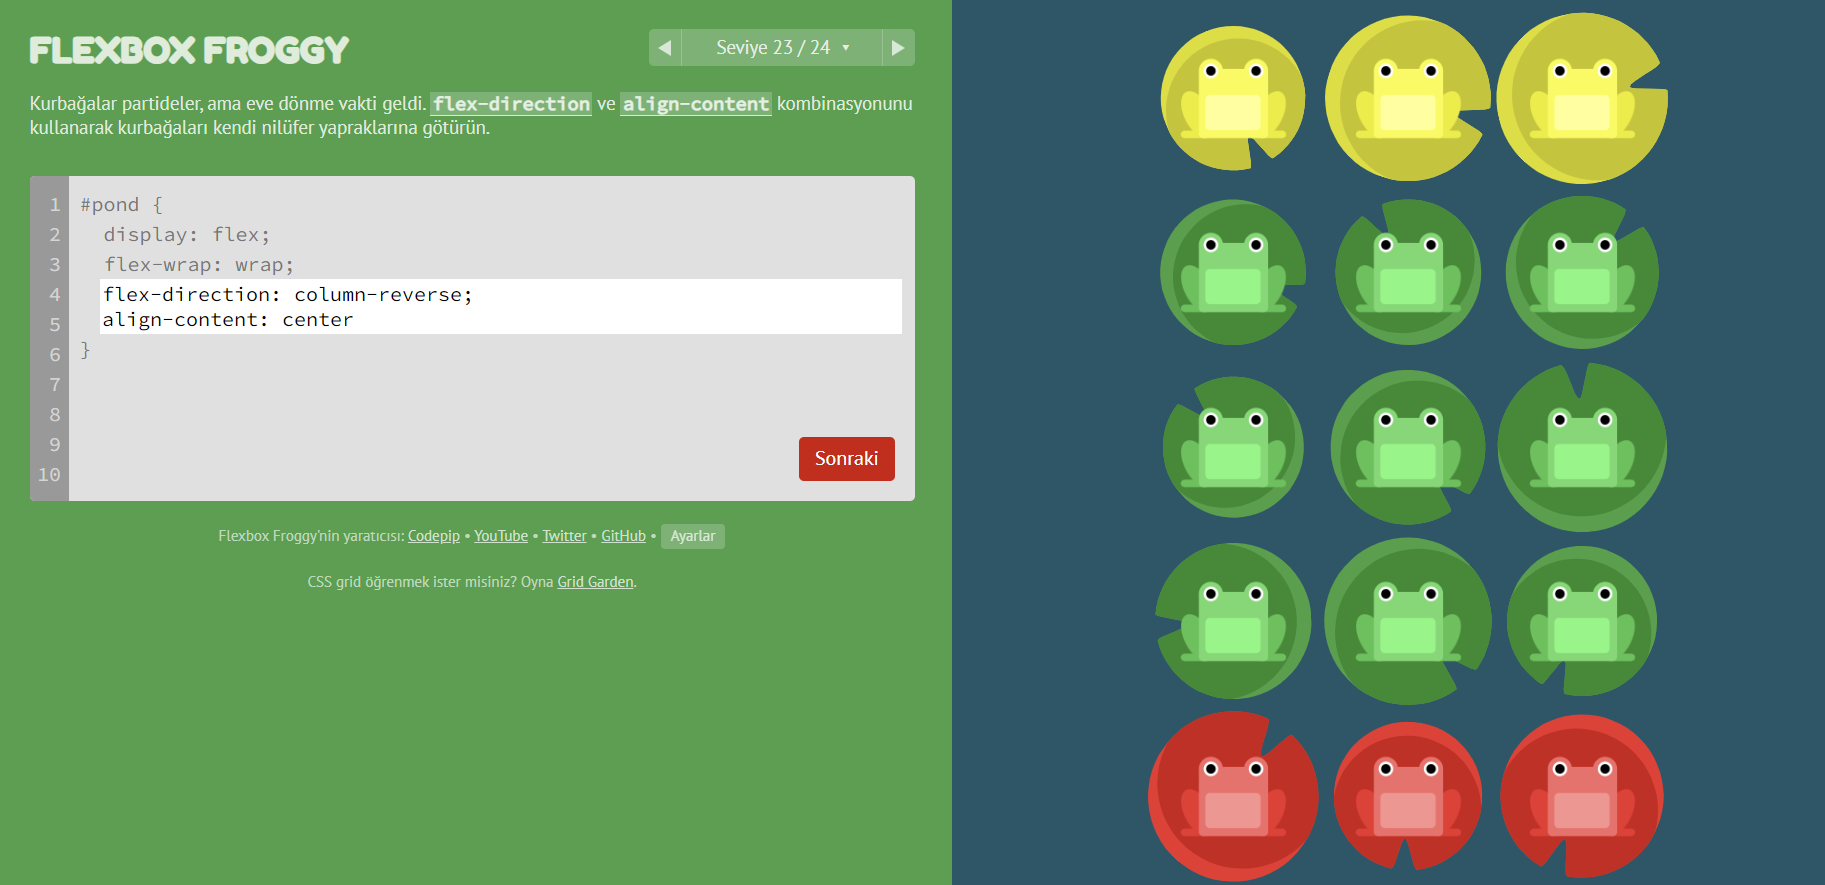 FLEXBOX FROGGY
◀ Seviye 23 / 24 ▼ ▶
Kurbağalar partideler, ama eve dönme vakti geldi. flex-direction ve align-content kombinasyonunu
kullanarak kurbağaları kendi nilüfer yapraklarına götürün.
1 #pond {
2 display: flex;
3 flex-wrap: wrap;
4 flex-direction: column-reverse;
5 align-content: center
6 }
7
8
9
10
Sonraki
Flexbox Froggy'nin yaratıcısı: Codepip • YouTube • Twitter • GitHub • Ayarlar
CSS grid öğrenmek ister misiniz? Oyna Grid Garden.